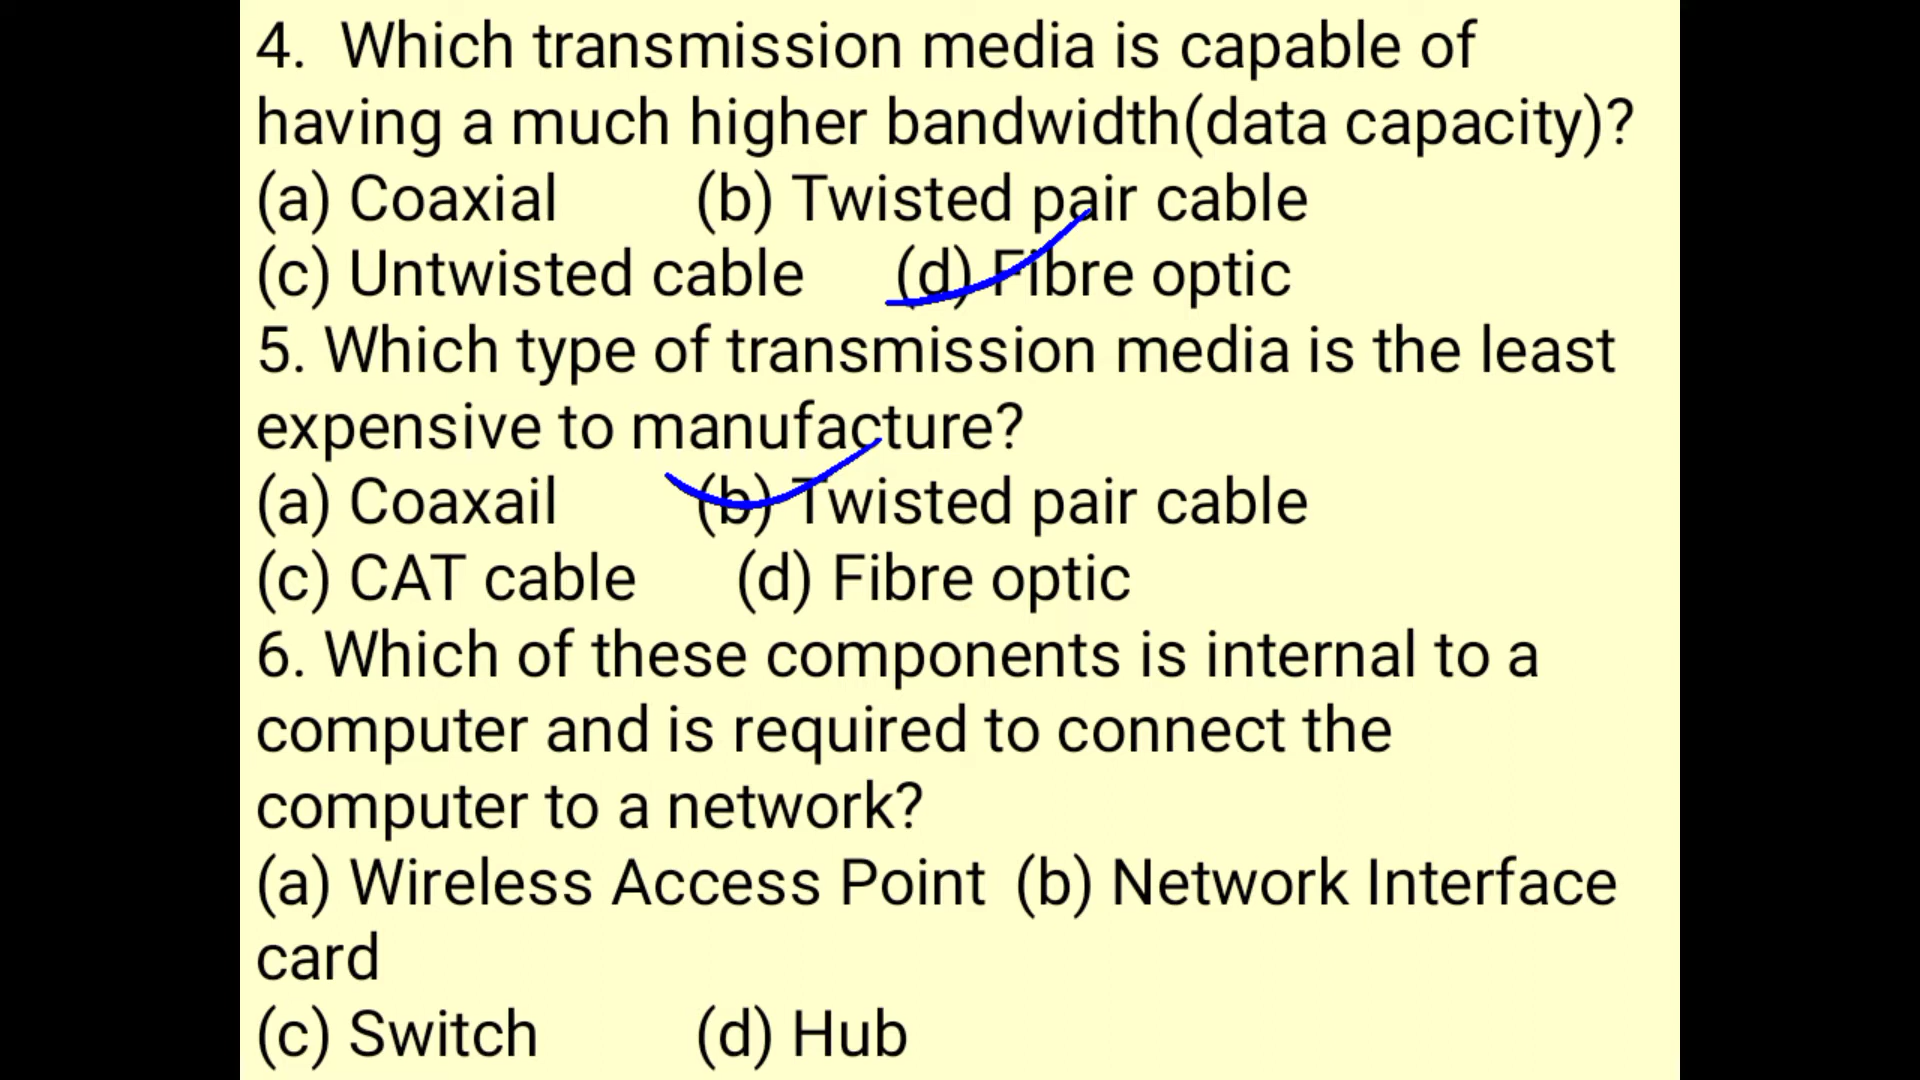 4. Which transmission media is capable of
having a much higher bandwidth(data capacity)?
(a) Coaxial (b) Twisted pair cable
(c) Untwisted cable (d) Fibre optic
5. Which type of transmission media is the least
expensive to manufacture?
(a) Coaxail (b) Twisted pair cable
(c) CAT cable (d) Fibre optic
6. Which of these components is internal to a
computer and is required to connect the
computer to a network?
(a) Wireless Access Point (b) Network Interface
card
(c) Switch (d) Hub